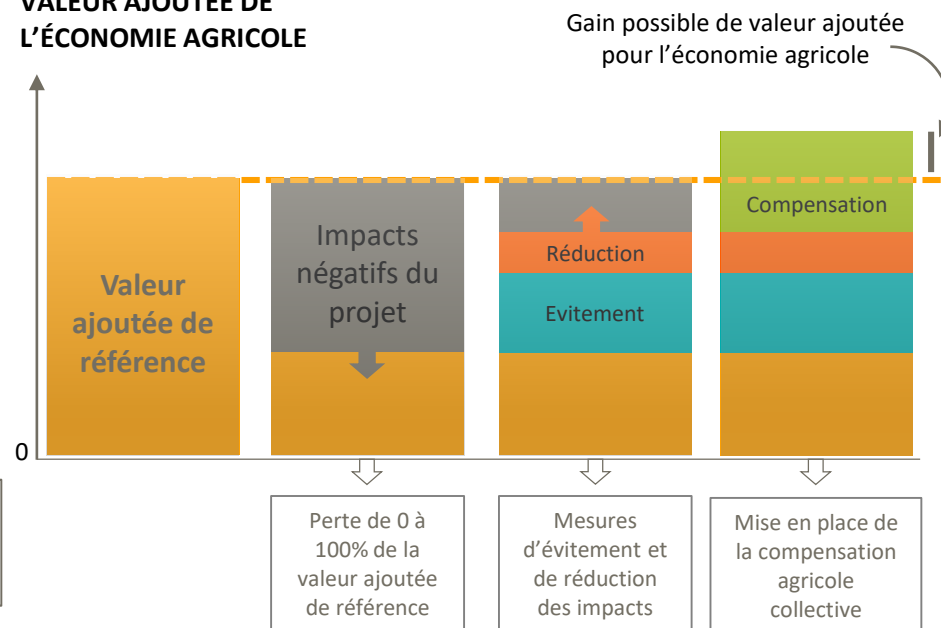 VALEUR AJOUTÉE DE
L'ÉCONOMIE AGRICOLE
Gain possible de valeur ajoutée
pour l'économie agricole
Valeur
ajoutée de
référence
Impacts
négatifs du
projet
Réduction
Evitement
Compensation
0
Perte de 0 à
100% de la
valeur ajoutée
de référence
Mesures
d'évitement et
de réduction
des impacts
Mise en place de
la compensation
agricole
collective